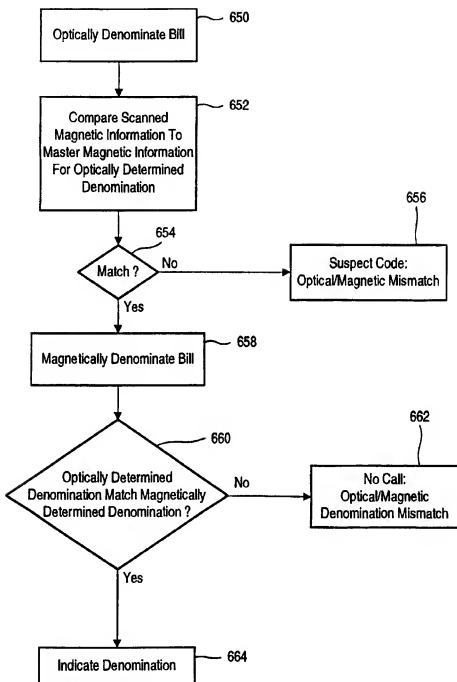 650
Optically Denominate Bill
652
Compare Scanned
Magnetic Information To
Master Magnetic Information
For Optically Determined
Denomination
654
Match ?
No
656
Suspect Code:
Optical/Magnetic Mismatch
Yes
658
Magnetically Denominate Bill
660
Optically Determined
Denomination Match Magnetically
Determined Denomination ?
No
662
No Call:
Optical/Magnetic
Denomination Mismatch
Yes
Indicate Denomination
664